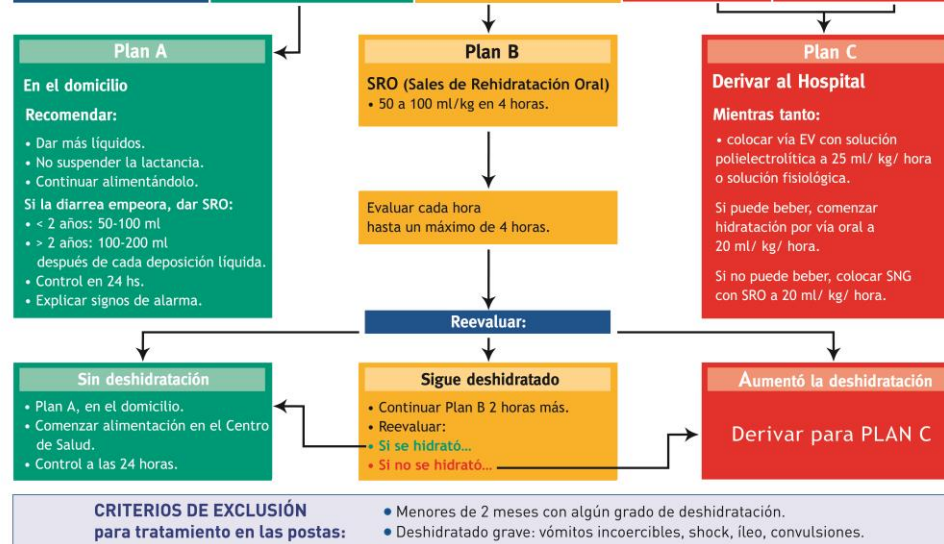 Plan A
En el domicilio
Recomendar:
• Dar más líquidos.
• No suspender la lactancia.
• Continuar alimentándolo.
Si la diarrea empeora, dar SRO:
• < 2 años: 50-100 ml
• > 2 años: 100-200 ml
después de cada deposición líquida.
• Control en 24 hs.
• Explicar signos de alarma.
Plan B
SRO (Sales de Rehidratación Oral)
• 50 a 100 ml/kg en 4 horas.
Evaluar cada hora
hasta un máximo de 4 horas.
Plan C
Derivar al Hospital
Mientras tanto:
• colocar vía EV con solución
polielectrolítica a 25 ml/ kg/ hora
o solución fisiológica.
Si puede beber, comenzar
hidratación por vía oral a
20 ml/ kg/ hora.
Si no puede beber, colocar SNG
con SRO a 20 ml/ kg/ hora.
Reevaluar:
Sin deshidratación
• Plan A, en el domicilio.
• Comenzar alimentación en el Centro
de Salud.
• Control a las 24 horas.
Sigue deshidratado
• Continuar Plan B 2 horas más.
• Reevaluar:
• Si se hidrató...
• Si no se hidrató...
Aumentó la deshidratación
Derivar para PLAN C
CRITERIOS DE EXCLUSIÓN
para tratamiento en las postas:
• Menores de 2 meses con algún grado de deshidratación.
• Deshidratado grave: vómitos incoercibles, shock, íleo, convulsiones.